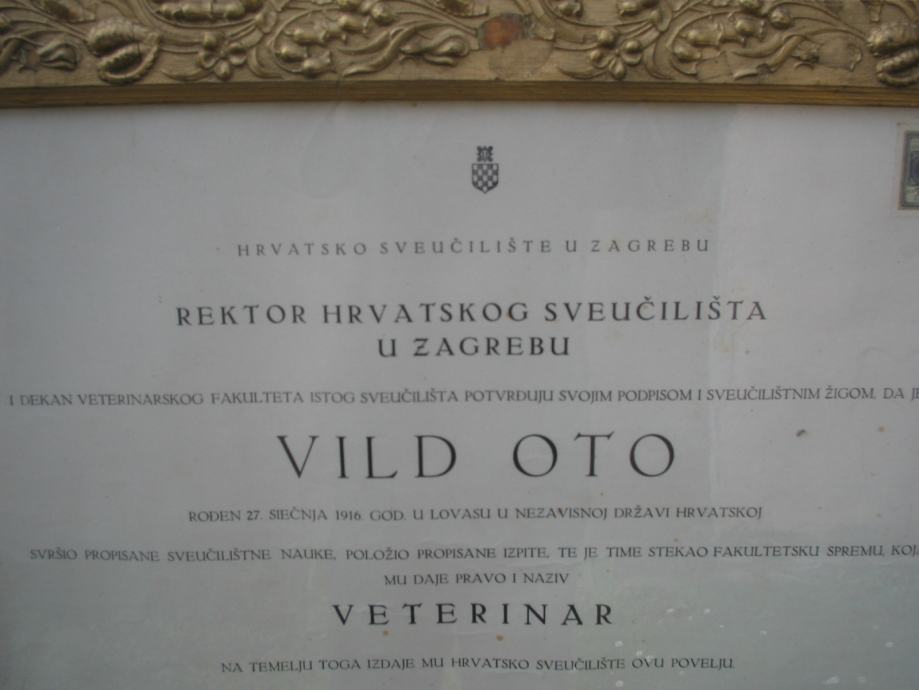 HRVATSKO SVEUČILIŠTE U ZAGREBU
REKTOR HRVATSKOG SVEUČILIŠTA
U ZAGREBU
I DEKAN VETERINARSKOG FAKULTETA ISTOG SVEUČILIŠTA POTVRĐUJU SVOJIM PODPISOM I SVEUČILIŠTNIM ŽIGOM, DA JE
VILD OTO
ROĐEN 27. SIEČNJA 1916. GOD. U LOVASU U NEZAVISNOJ DRŽAVI HRVATSKOJ
SVRŠIO PROPISANE SVEUČILIŠTNE NAUKE, POLOŽIO PROPISANE IZPITE, TE JE TIME STEKAO FAKULTETSKU SPREMU, KOJ
MU DAJE PRAVO I NAZIV
VETERINAR
NA TEMELJU TOGA IZDAJE MU HRVATSKO SVEUČILIŠTE OVU POVELJU.